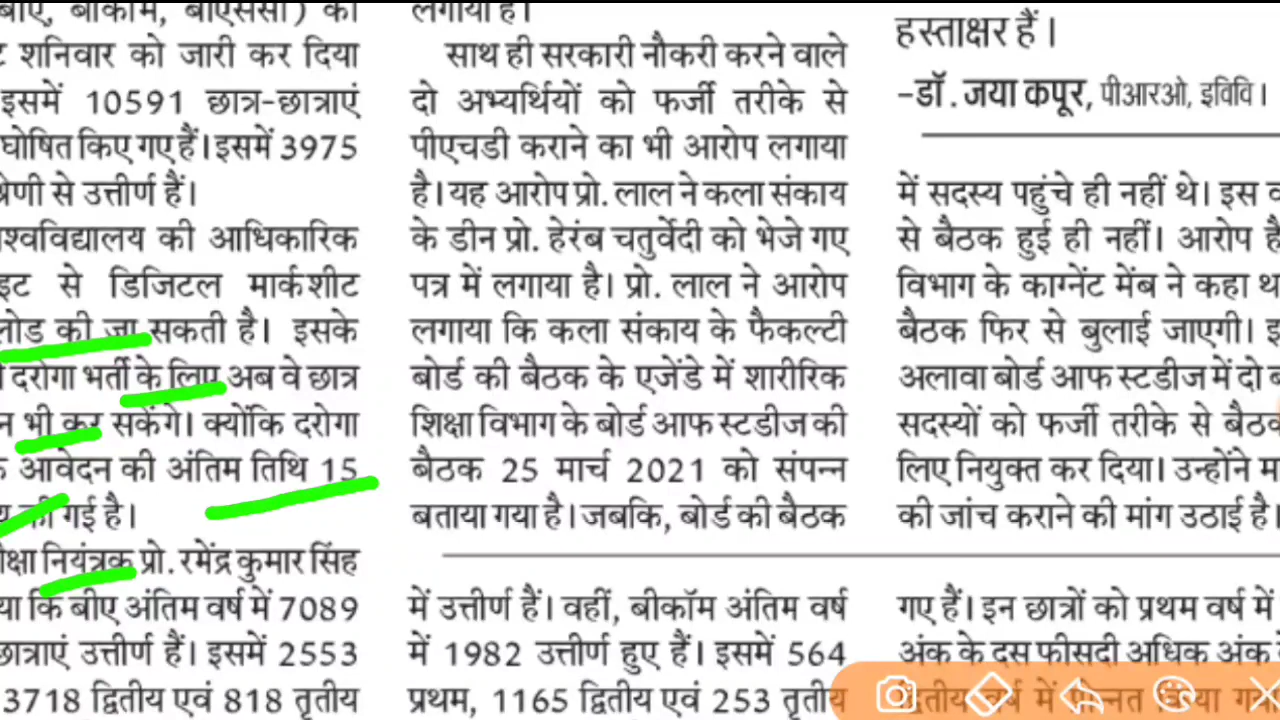 बीए, बीकॉम, बीएससी) का
शनिवार को जारी कर दिया
इसमें 10591 छात्र-छात्राएं
घोषित किए गए हैं। इसमें 3975
श्रेणी से उत्तीर्ण हैं।
की आधिकारिक
से डिजिटल मार्कशीट
की जा सकती है। इसके
दरोगा भर्ती के लिए अब वे छात्र
भी कर सकेंगे। क्योंकि दरोगा
आवेदन की अंतिम तिथि 15
की गई है।
नियंत्रक प्रो. रमेंद्र कुमार सिंह
कि बीए अंतिम वर्ष में 7089
छात्राएं उत्तीर्ण हैं। इसमें 2553
3718 द्वितीय एवं 818 तृतीय
लगाया है।
साथ ही सरकारी नौकरी करने वाले
दो अभ्यर्थियों को फर्जी तरीके से
पीएचडी कराने का भी आरोप लगाया
है। यह आरोप प्रो. लाल ने कला संकाय
के डीन प्रो. हेरंब चतुर्वेदी को भेजे गए
पत्र में लगाया है। प्रो. लाल ने आरोप
लगाया कि कला संकाय के फैकल्टी
बोर्ड की बैठक के एजेंडे में शारीरिक
शिक्षा विभाग के बोर्ड आफ स्टडीज की
बैठक 25 मार्च 2021 को संपन्न
बताया गया है। जबकि, बोर्ड की बैठक
में उत्तीर्ण हैं। वहीं, बीकॉम अंतिम वर्ष
में 1982 उत्तीर्ण हुए हैं। इसमें 564
प्रथम, 1165 द्वितीय एवं 253 तृतीय
हस्ताक्षर हैं।
-डॉ. जया कपूर, पीआरओ, इविवि।
में सदस्य पहुंचे ही नहीं थे। इस
से बैठक हुई ही नहीं। आरोप है
विभाग के काग्नेंट मेंब ने कहा
बैठक फिर से बुलाई जाएगी।
अलावा बोर्ड आफ स्टडीज में दो
सदस्यों को फर्जी तरीके से
लिए नियुक्त कर दिया। उन्होंने
की जांच कराने की मांग उठाई है।
गए हैं। इन छात्रों को प्रथम वर्ष में
अंक के दस फीसदी अधिक अंक
द्वितीय वर्ष में प्रोन्नत किया